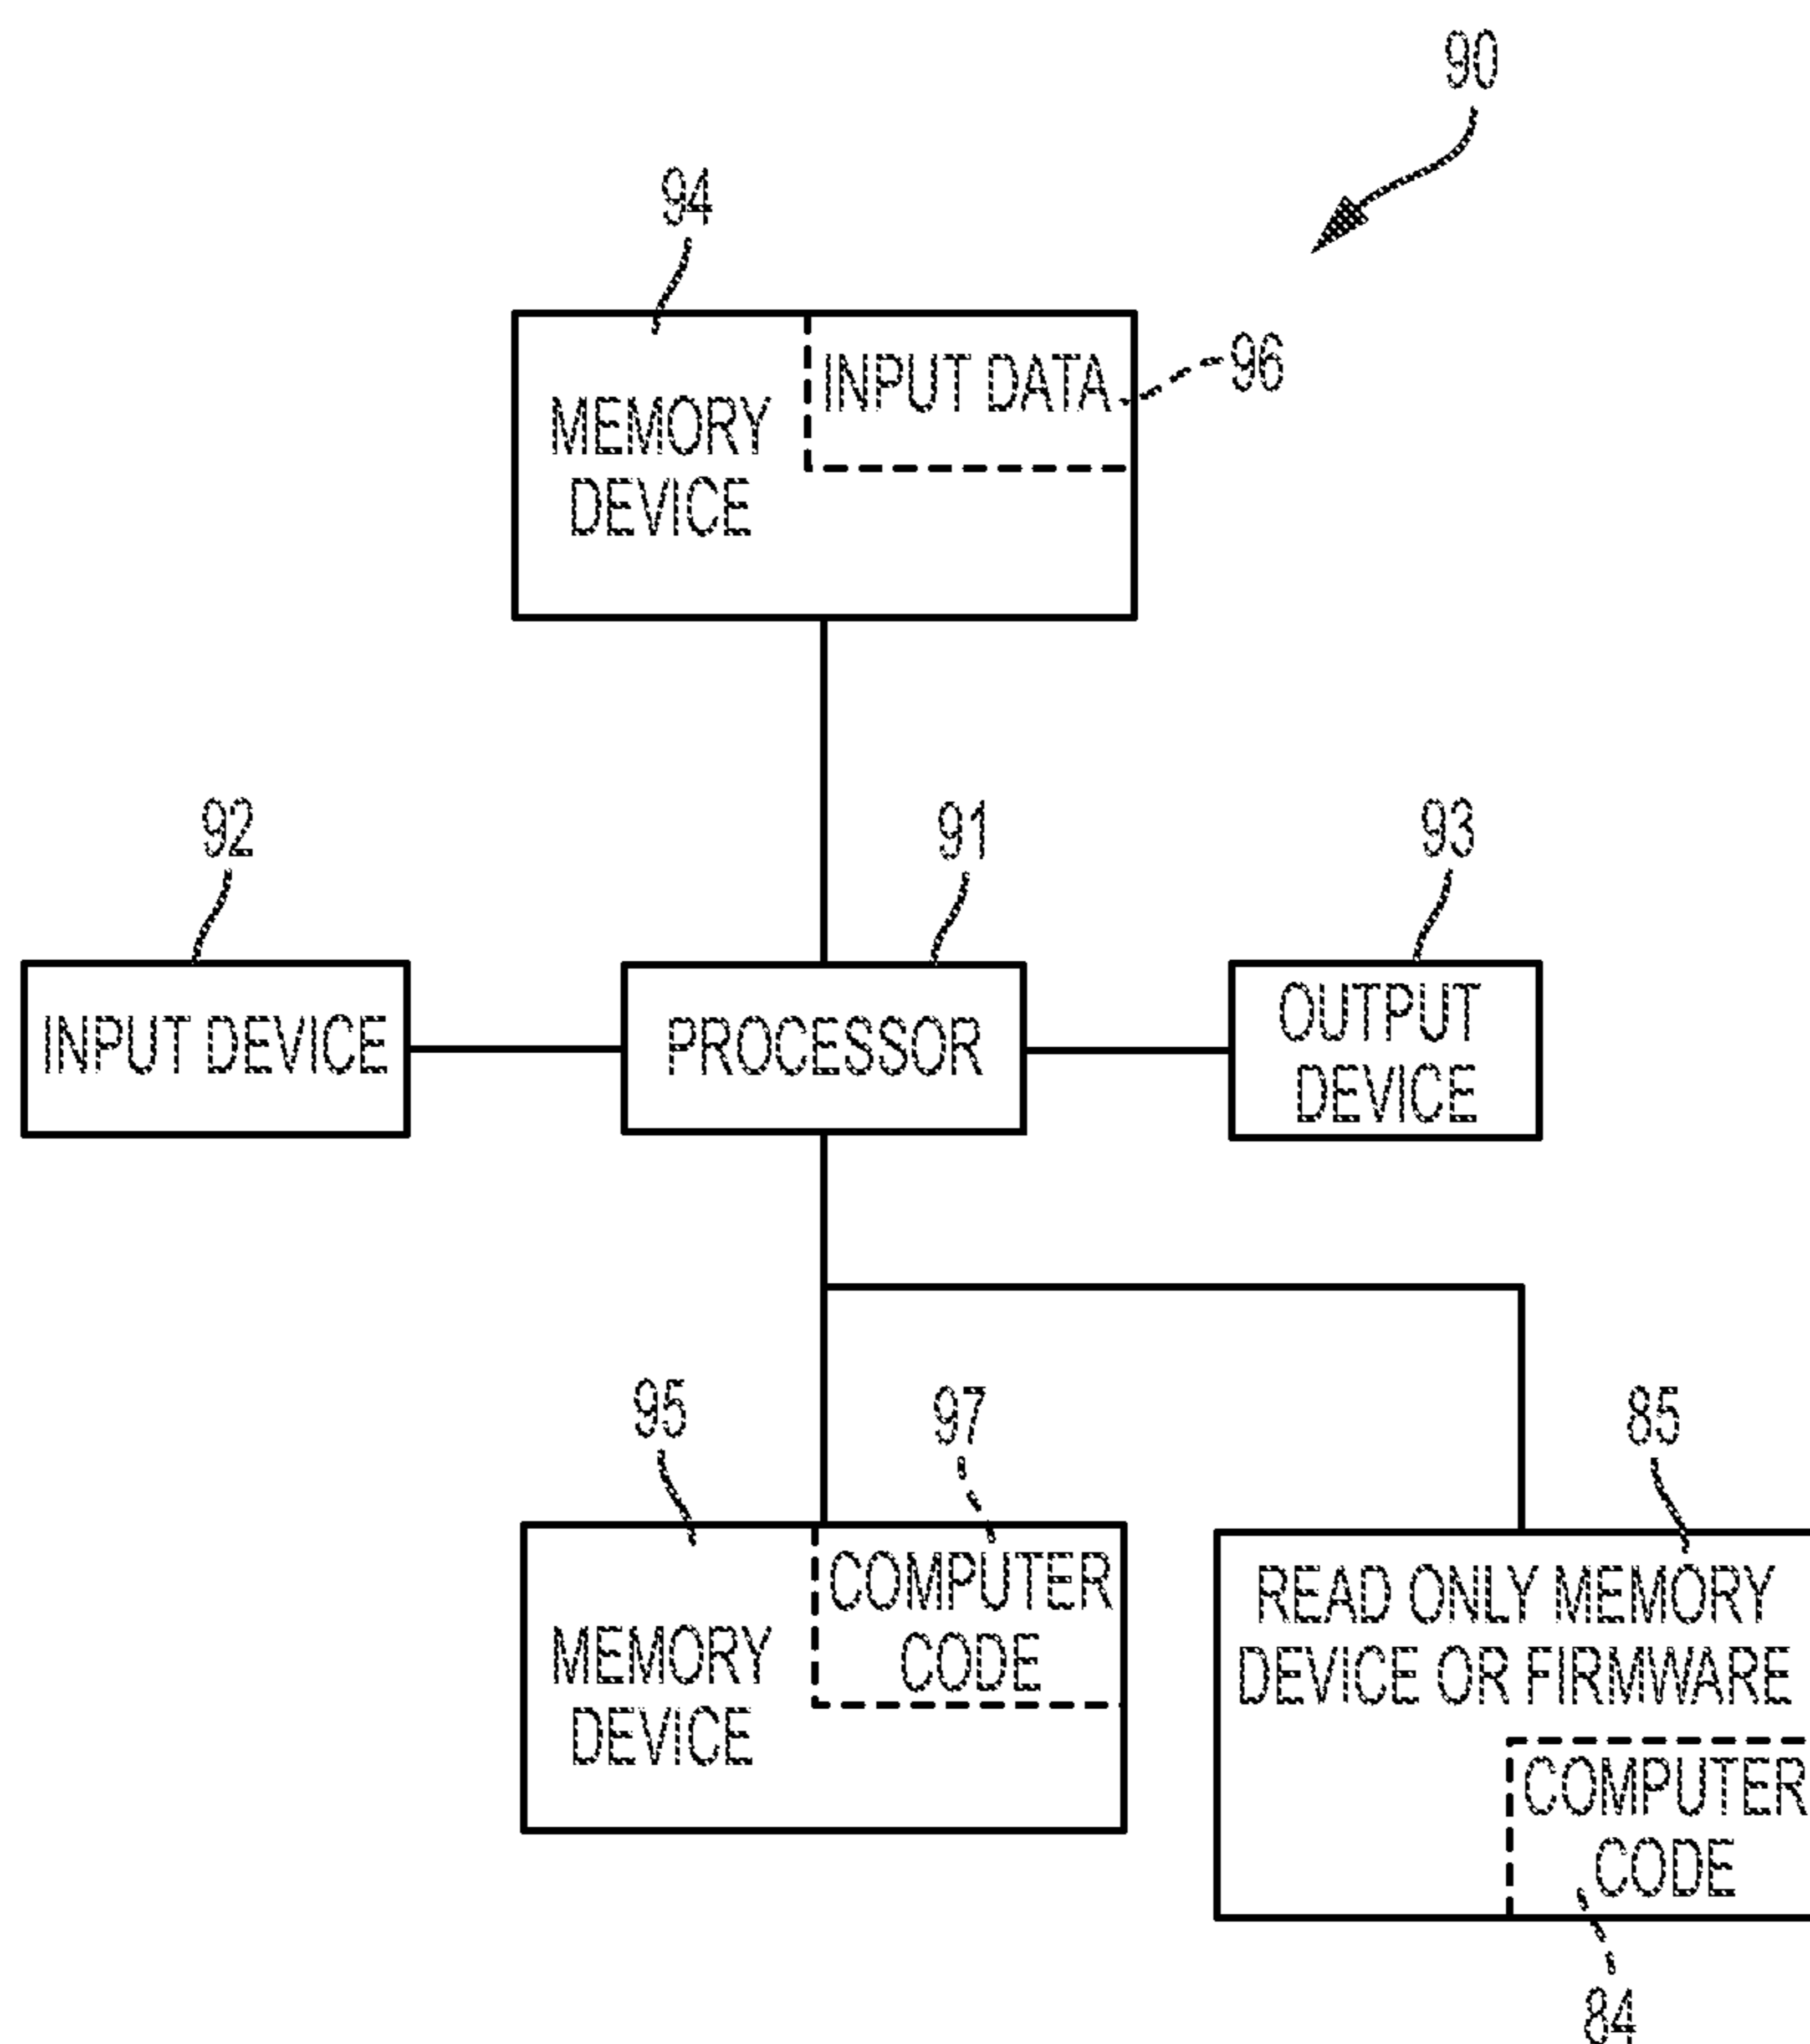 90
94
INPUT DATA
96
MEMORY
DEVICE
92
91
93
INPUT DEVICE
PROCESSOR
OUTPUT
DEVICE
95
97
85
COMPUTER
CODE
MEMORY
DEVICE
READ ONLY MEMORY
DEVICE OR FIRMWARE
COMPUTER
CODE
84